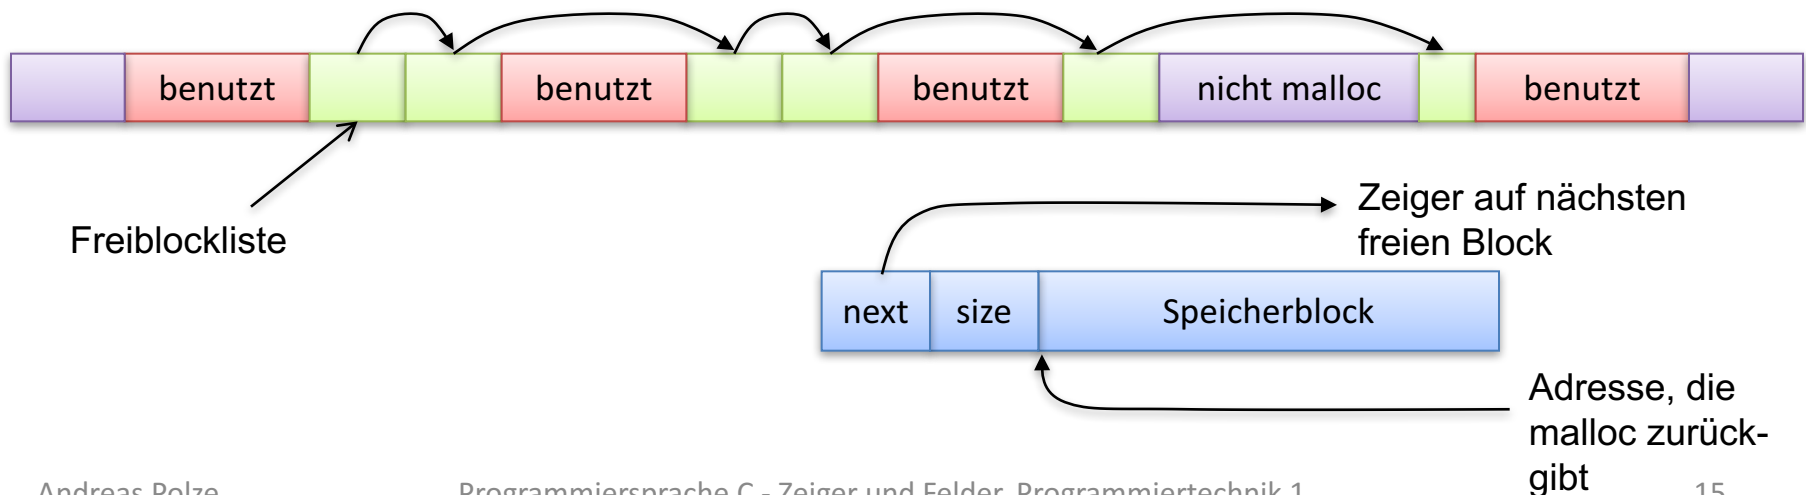 benutzt
benutzt
benutzt
nicht malloc
benutzt
Freiblockliste
Zeiger auf nächsten
freien Block
next
size
Speicherblock
Adresse, die
malloc zurück-
gibt
Andreas Polze
Programmiersprache C - Zeiger und Felder, Programmiertechnik 1
15